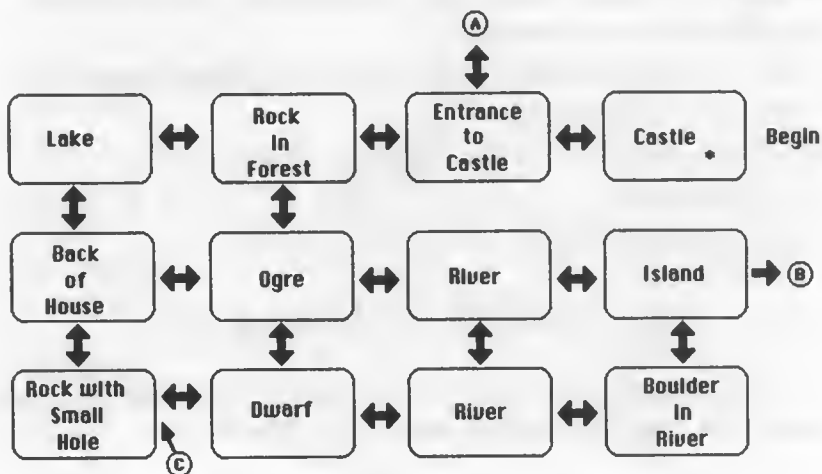 A
Lake
Rock
In
Forest
Entrance
to
Castle
Castle
*
Begin
Back
of
House
Ogre
River
Island
B
Rock with
Small
Hole
Dwarf
River
Boulder
In
River
C